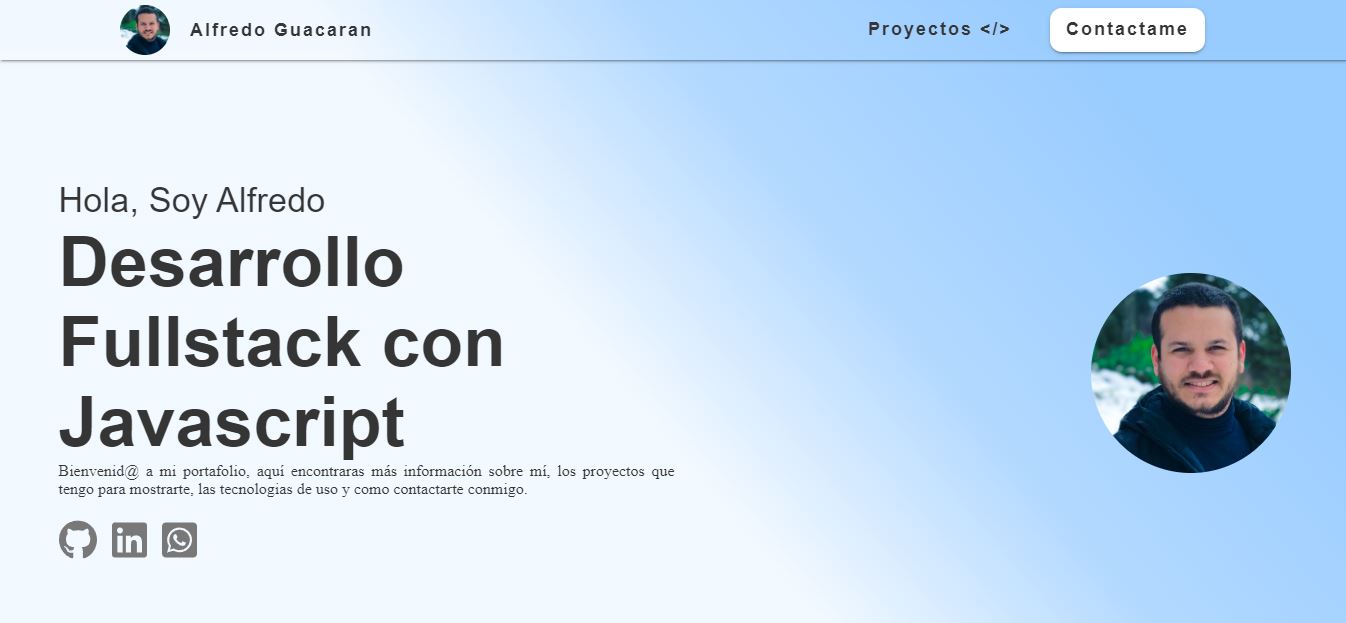 Alfredo Guacaran
Proyectos </>
Contactame
Hola, Soy Alfredo
Desarrollo
Fullstack con
Javascript
Bienvenid@ a mi portafolio, aquí encontraras más información sobre mí, los proyectos que
tengo para mostrarte, las tecnologias de uso y como contactarte conmigo.
in